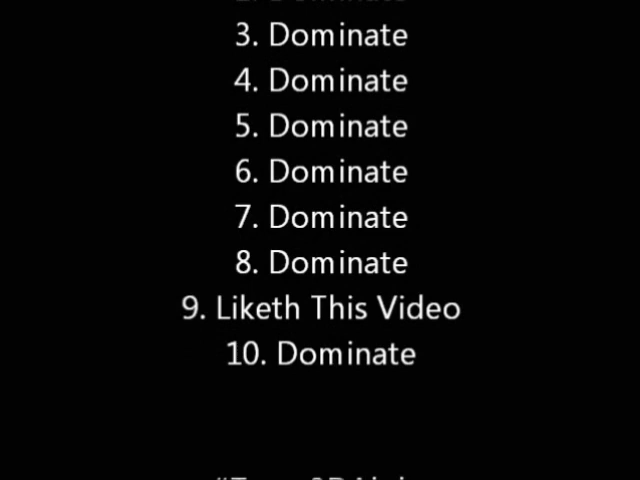 3. Dominate
4. Dominate
5. Dominate
6. Dominate
7. Dominate
8. Dominate
9. Liketh This Video
10. Dominate